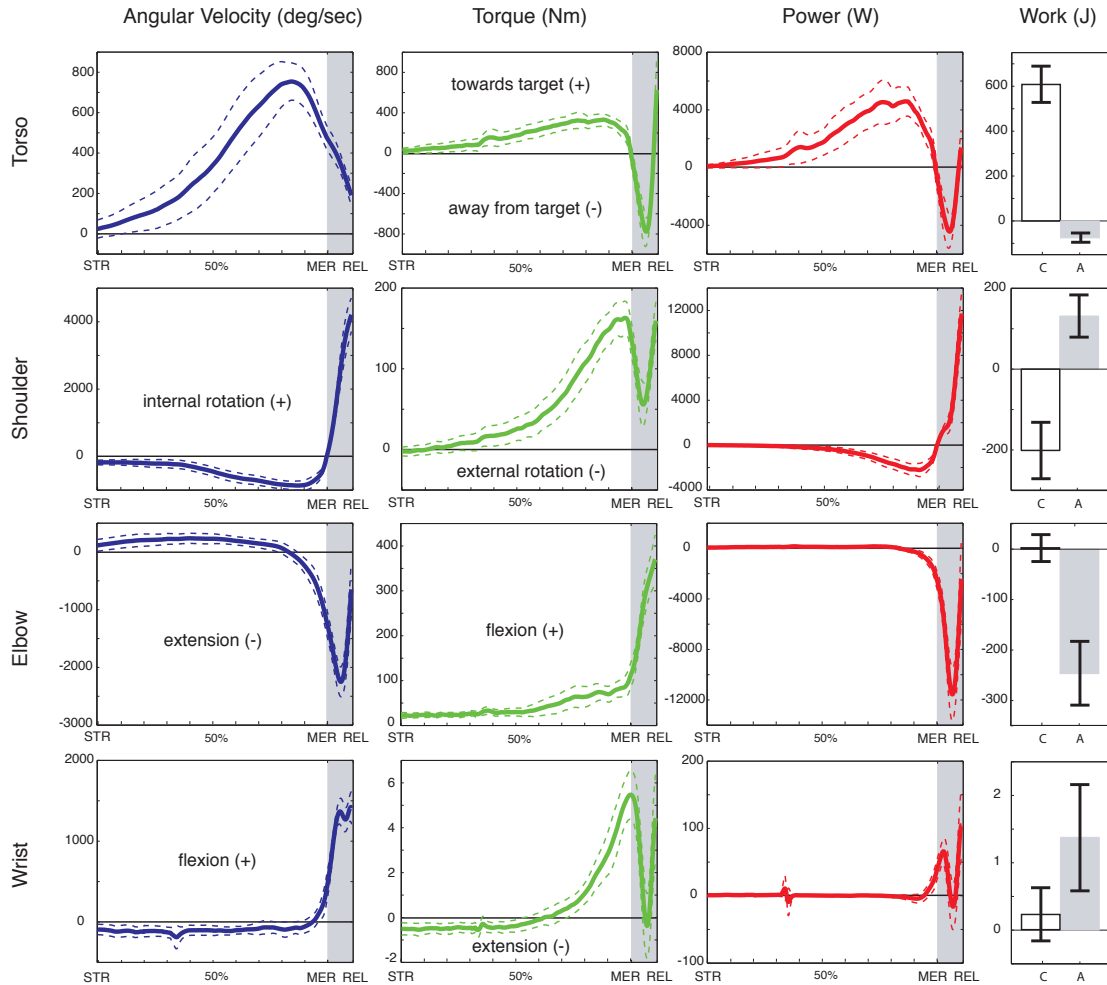 Angular Velocity (deg/sec) Torque (Nm) Power (W) Work (J)
Torso
800
600
400
200
0
STR 50% MER REL
800
400
0
-400
-800
towards target (+)
away from target (-)
STR 50% MER REL
8000
4000
0
-4000
STR 50% MER REL
600
400
200
0
C A
Shoulder
4000
2000
0
internal rotation (+)
STR 50% MER REL
200
100
0
external rotation (-)
STR 50% MER REL
14000
12000
8000
4000
2000
0
-2000
-4000
STR 50% MER REL
200
0
-200
C A
Elbow
0
-1000
-2000
-3000
extension (-)
STR 50% MER REL
400
300
200
100
0
flexion (+)
STR 50% MER REL
0
-4000
-8000
-12000
STR 50% MER REL
0
-100
-200
-300
C A
Wrist
2000
1000
0
flexion (+)
STR 50% MER REL
6
4
2
0
-2
extension (-)
STR 50% MER REL
200
100
50
0
-50
-100
STR 50% MER REL
2
1
0
C A